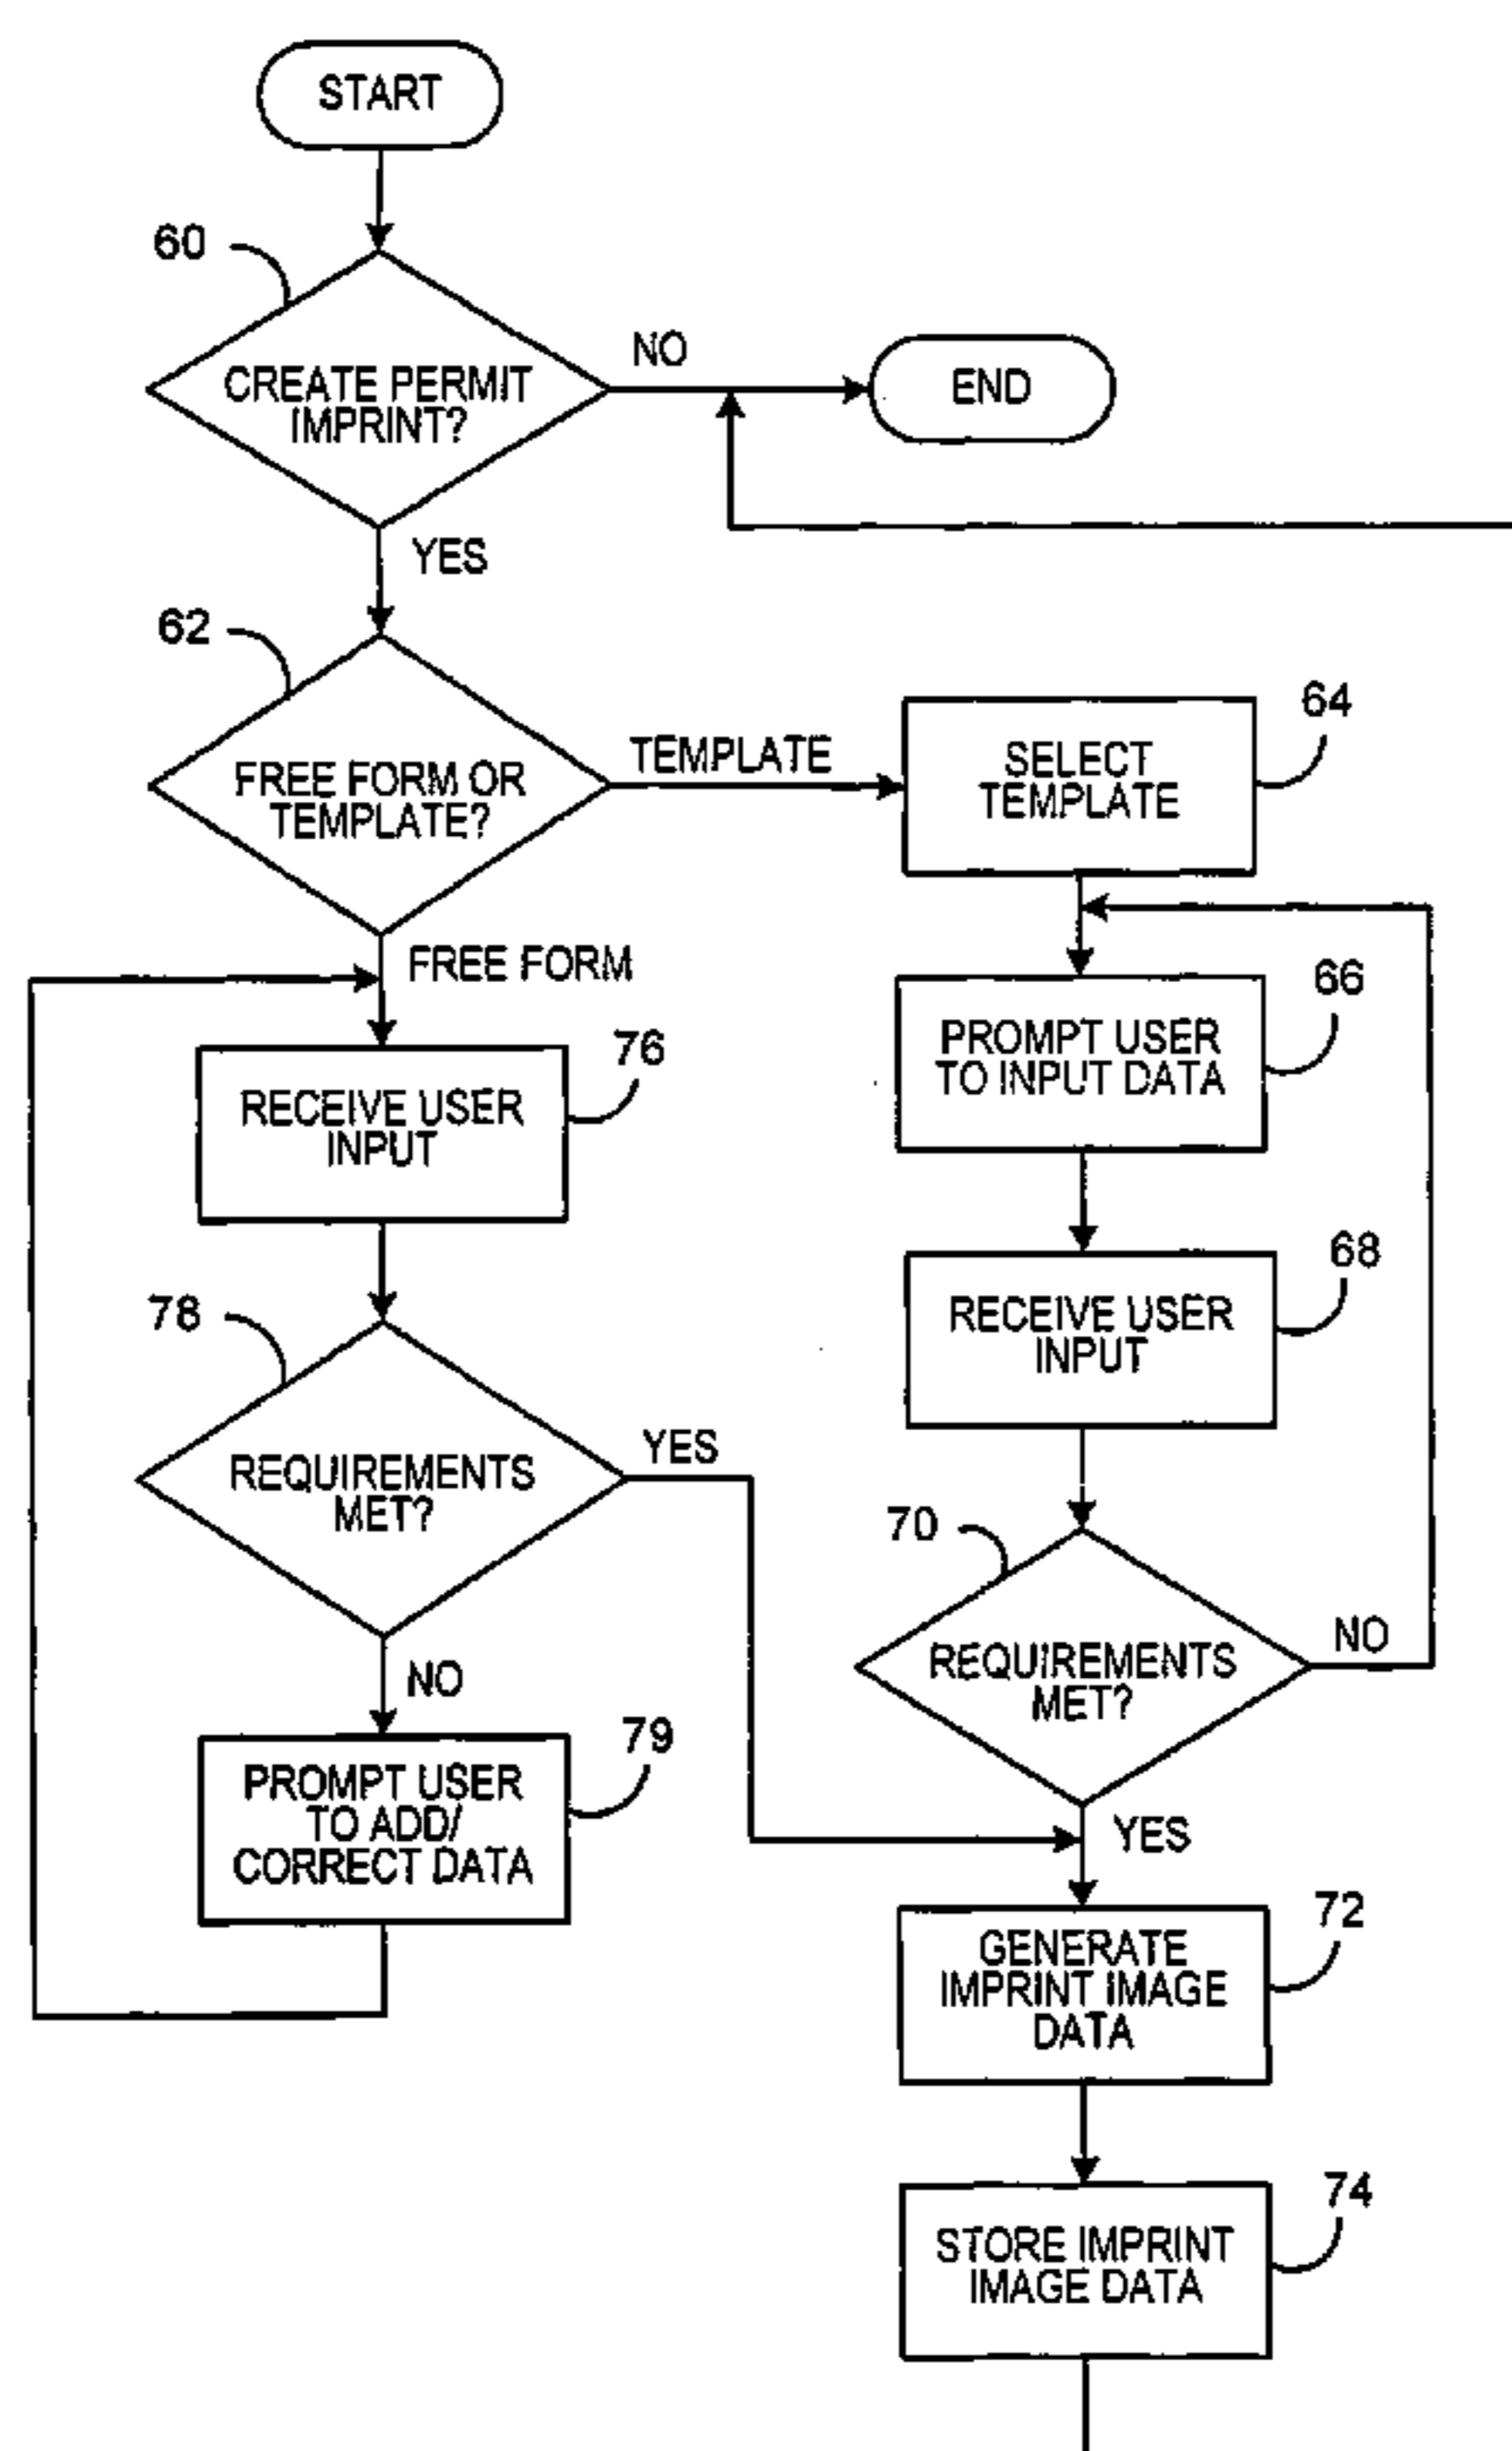 START
60
CREATE PERMIT
IMPRINT?
NO
END
YES
62
FREE FORM OR
TEMPLATE?
TEMPLATE
64
SELECT
TEMPLATE
FREE FORM
66
PROMPT USER
TO INPUT DATA
76
RECEIVE USER
INPUT
68
RECEIVE USER
INPUT
78
REQUIREMENTS
MET?
YES
70
REQUIREMENTS
MET?
NO
NO
79
PROMPT USER
TO ADD/
CORRECT DATA
YES
72
GENERATE
IMPRINT IMAGE
DATA
74
STORE IMPRINT
IMAGE DATA